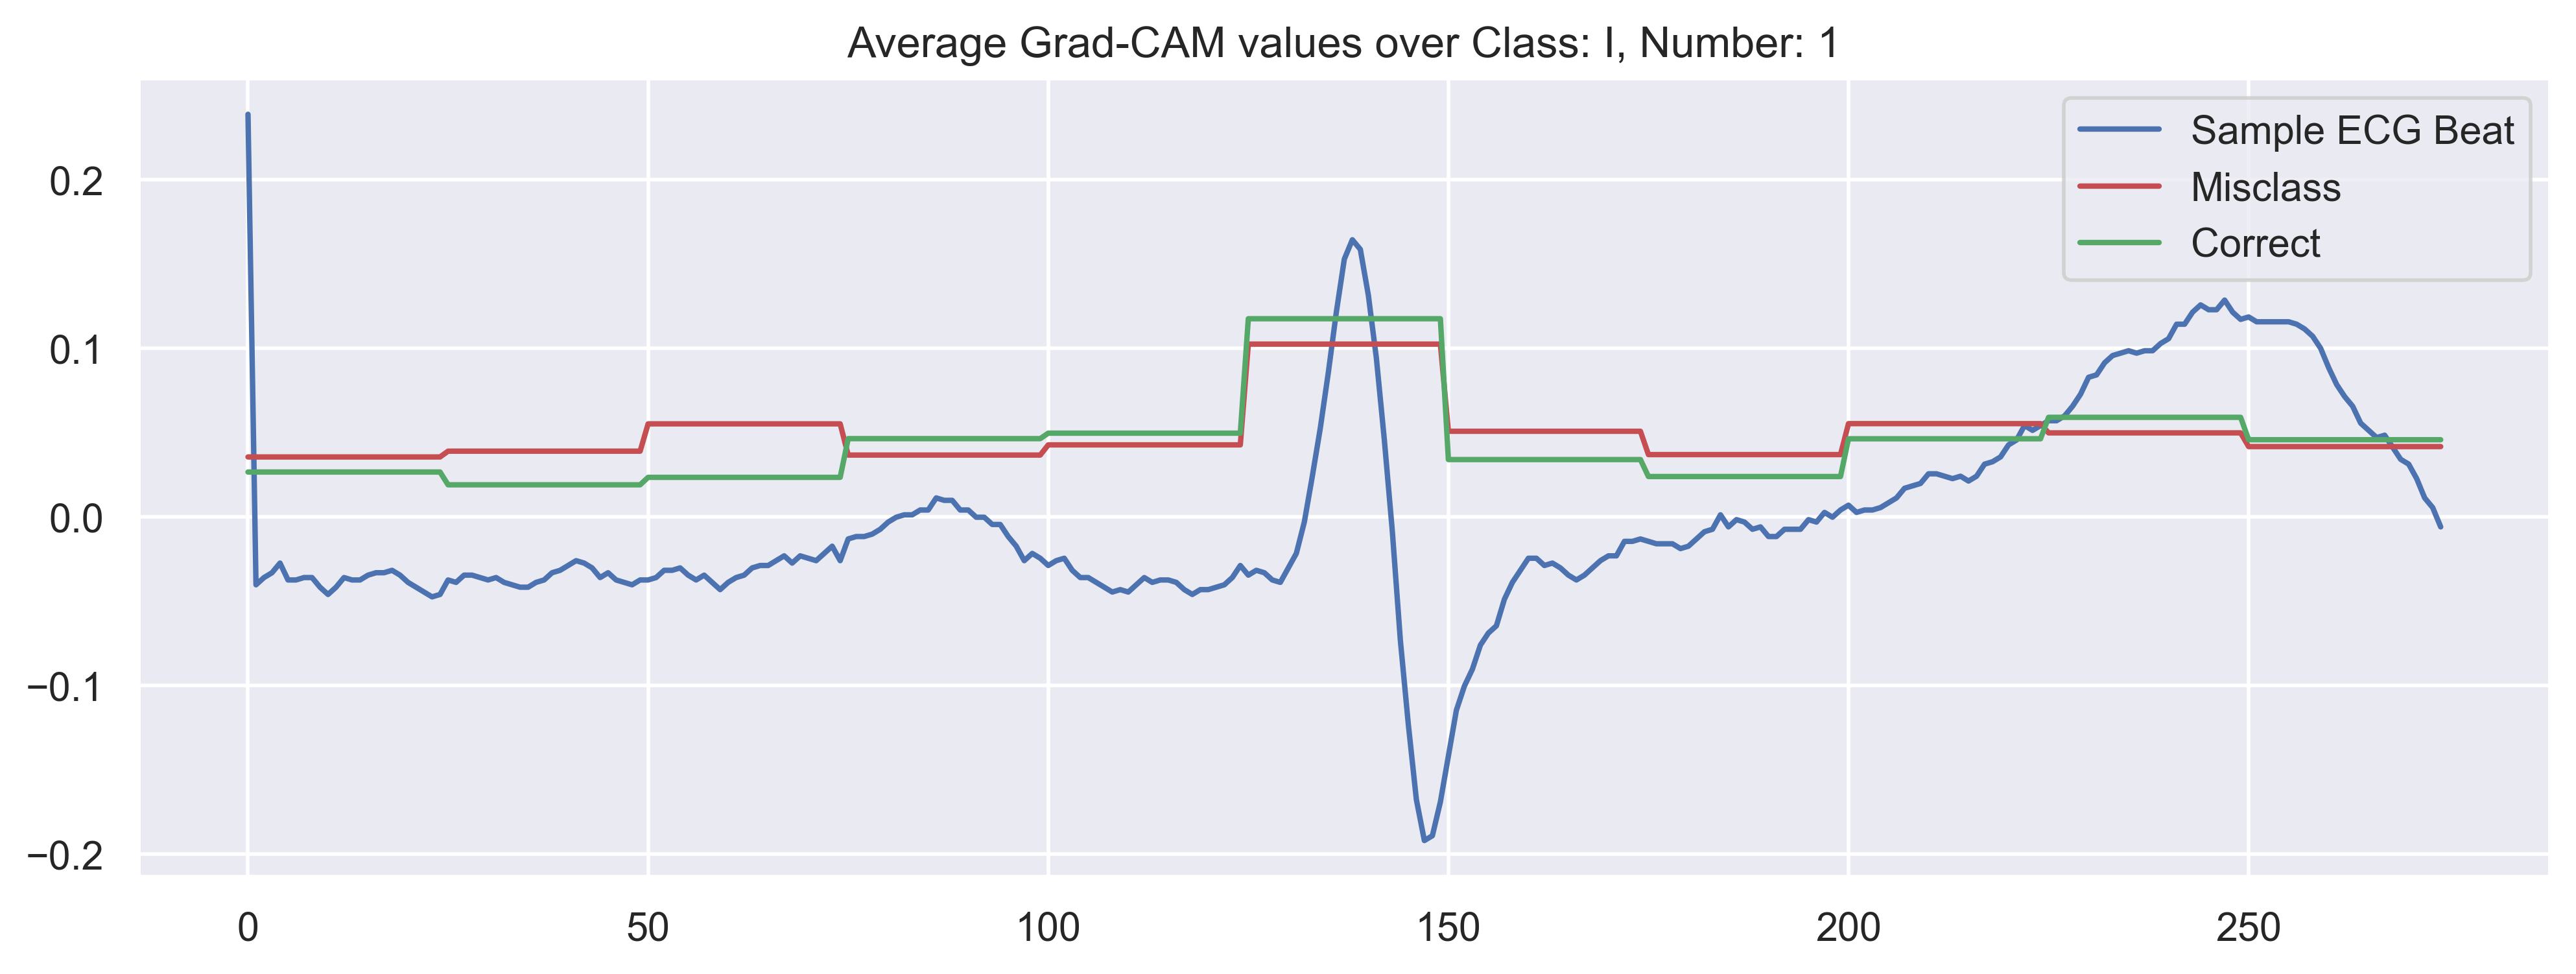 Average Grad-CAM values over Class: I, Number: 1
Sample ECG Beat
Misclass
Correct
0.2
0.1
0.0
−0.1
−0.2
0 50 100 150 200 250